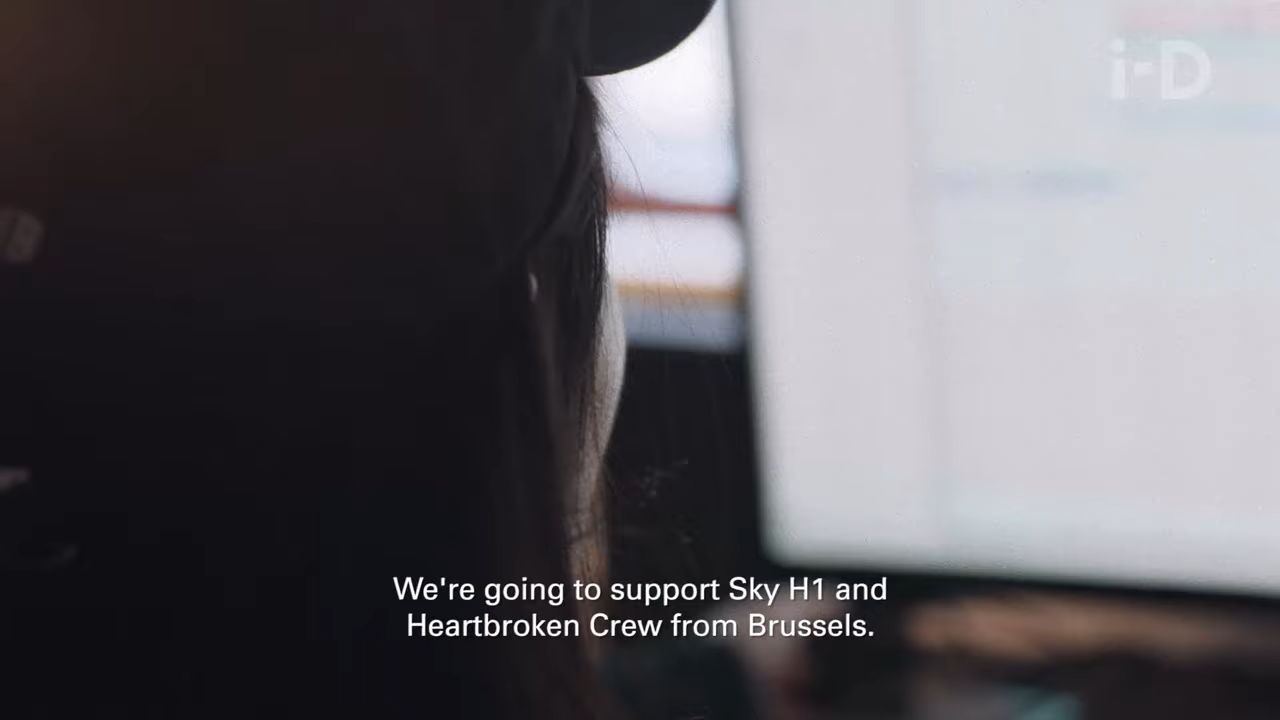 i-D
We're going to support Sky H1 and
Heartbroken Crew from Brussels.